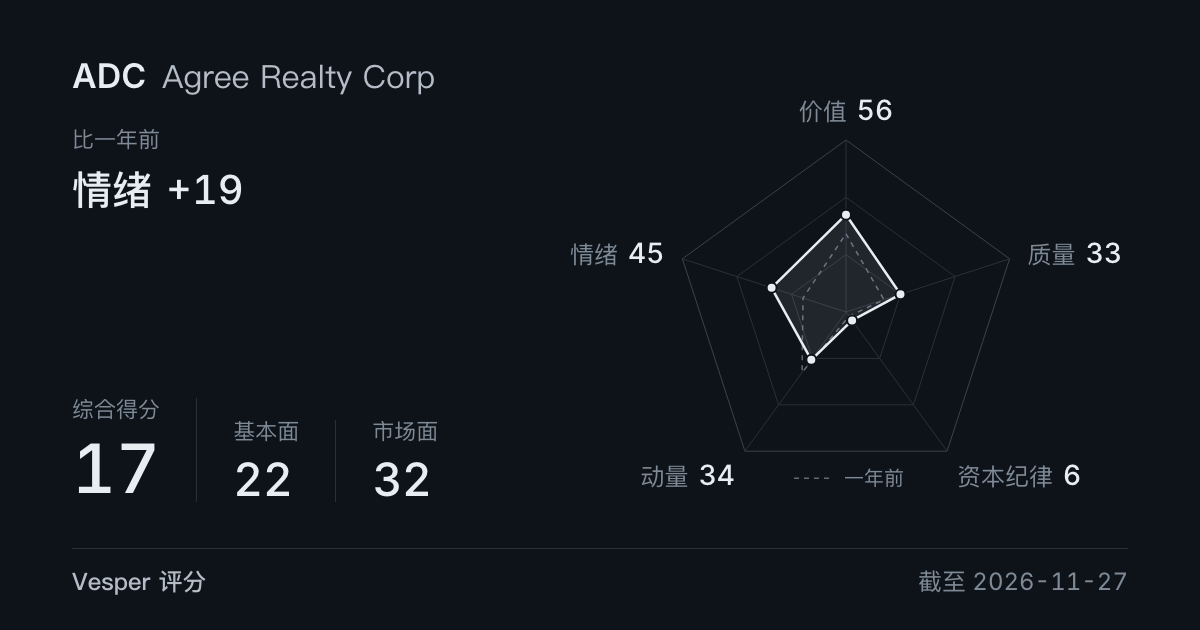 ADC Agree Realty Corp
比一年前
情绪 +19
价值 56
情绪 45
质量 33
动量 34
---- 一年前
资本纪律 6
综合得分
17
基本面
22
市场面
32
Vesper 评分
截至 2026-11-27